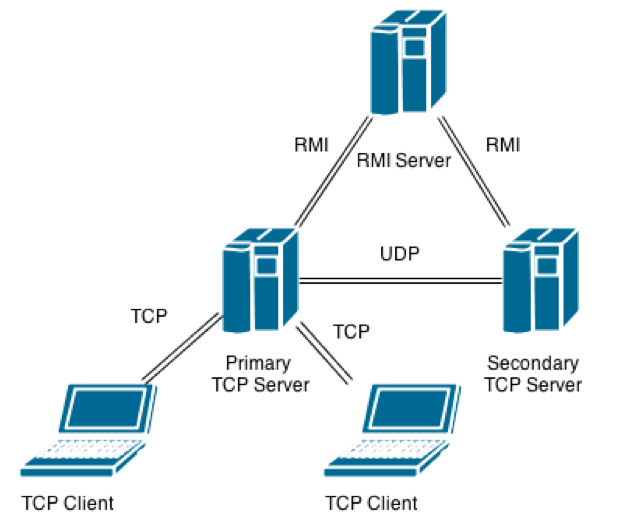 RMI
RMI
RMI Server
UDP
TCP
TCP
Primary
TCP Server
Secondary
TCP Server
TCP Client
TCP Client